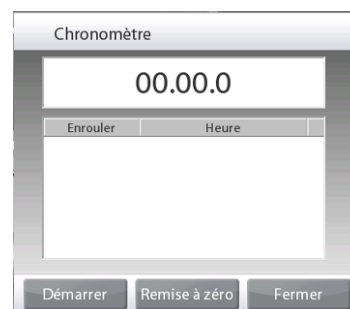 Chronomètre
00.00.0
Enrouler Heure
Démarrer Remise à zéro Fermer